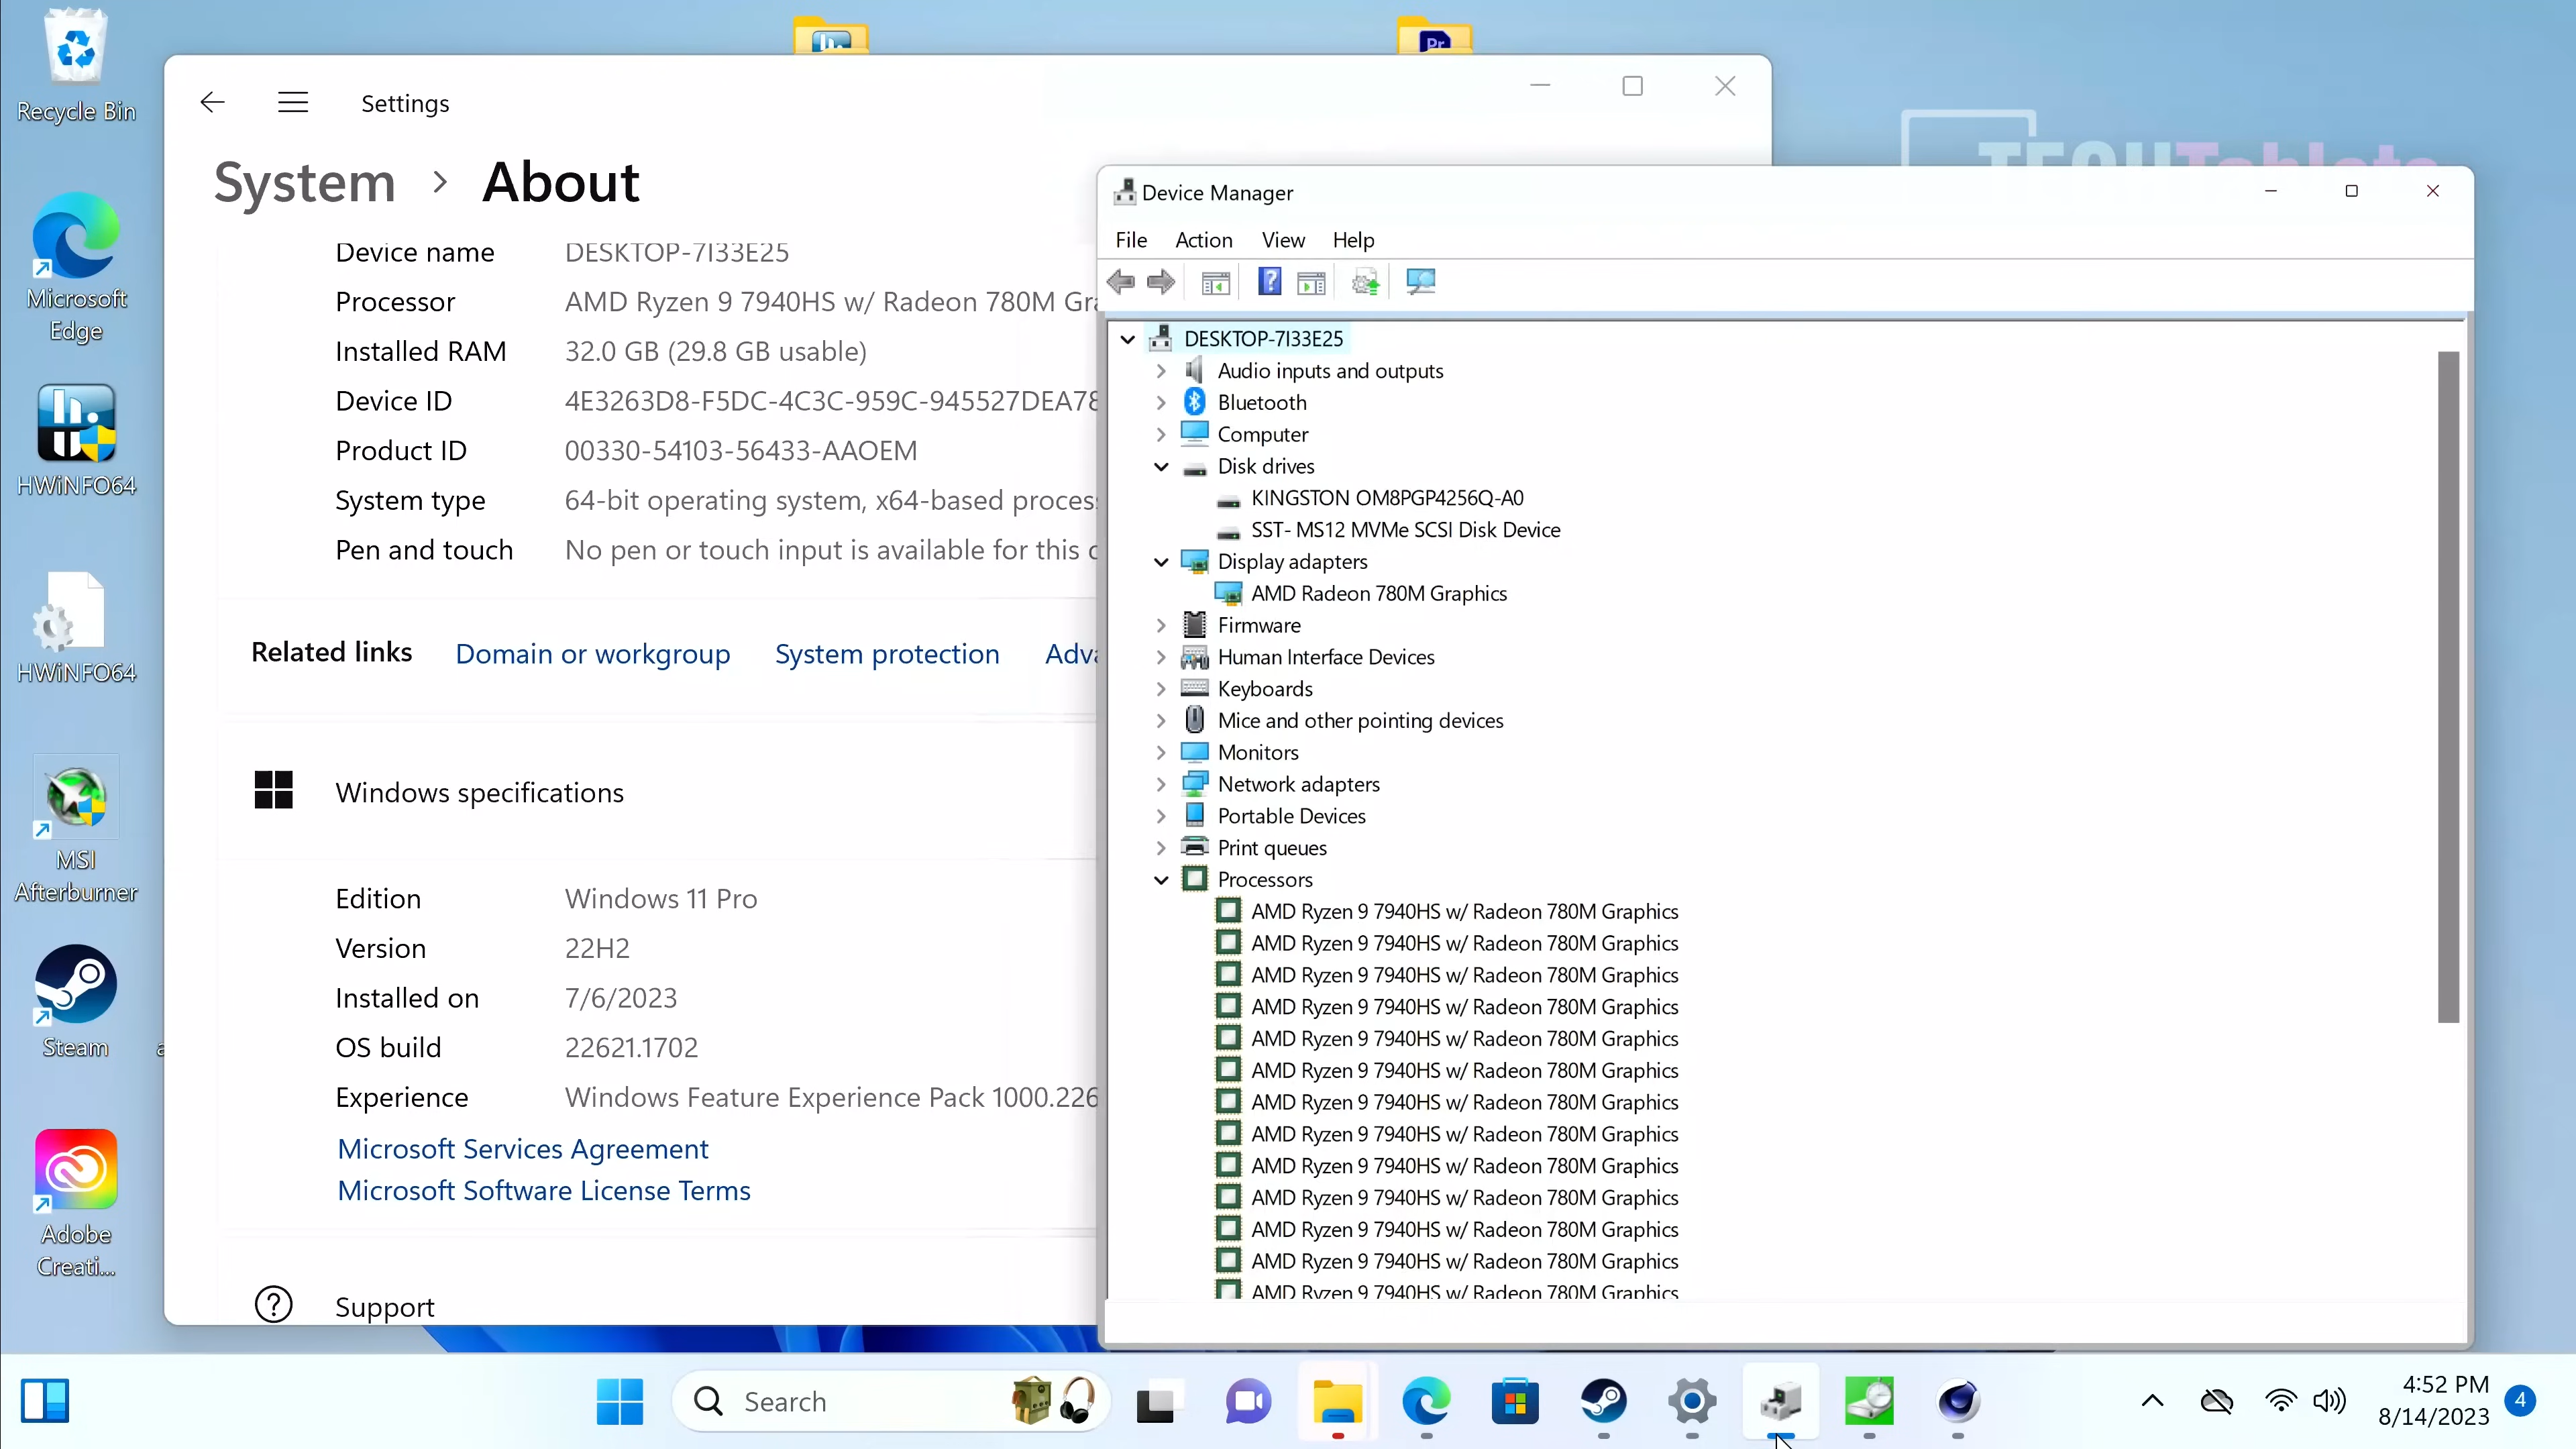 Recycle Bin
Microsoft
Edge
HWiNFO64
HWiNFO64
MSI
Afterburner
Steam
Adobe
Creati...
Pr
TECHTablets
Settings
System > About
Device name DESKTOP-7I33E25
Processor AMD Ryzen 9 7940HS w/ Radeon 780M Gra
Installed RAM 32.0 GB (29.8 GB usable)
Device ID 4E3263D8-F5DC-4C3C-959C-945527DEA78
Product ID 00330-54103-56433-AAOEM
System type 64-bit operating system, x64-based process
Pen and touch No pen or touch input is available for this d
Related links Domain or workgroup System protection Adva
Windows specifications
Edition Windows 11 Pro
Version 22H2
Installed on 7/6/2023
OS build 22621.1702
Experience Windows Feature Experience Pack 1000.226
Microsoft Services Agreement
Microsoft Software License Terms
Support
Device Manager
File Action View Help
DESKTOP-7I33E25
Audio inputs and outputs
Bluetooth
Computer
Disk drives
KINGSTON OM8PGP4256Q-A0
SST- MS12 MVMe SCSI Disk Device
Display adapters
AMD Radeon 780M Graphics
Firmware
Human Interface Devices
Keyboards
Mice and other pointing devices
Monitors
Network adapters
Portable Devices
Print queues
Processors
AMD Ryzen 9 7940HS w/ Radeon 780M Graphics
AMD Ryzen 9 7940HS w/ Radeon 780M Graphics
AMD Ryzen 9 7940HS w/ Radeon 780M Graphics
AMD Ryzen 9 7940HS w/ Radeon 780M Graphics
AMD Ryzen 9 7940HS w/ Radeon 780M Graphics
AMD Ryzen 9 7940HS w/ Radeon 780M Graphics
AMD Ryzen 9 7940HS w/ Radeon 780M Graphics
AMD Ryzen 9 7940HS w/ Radeon 780M Graphics
AMD Ryzen 9 7940HS w/ Radeon 780M Graphics
AMD Ryzen 9 7940HS w/ Radeon 780M Graphics
AMD Ryzen 9 7940HS w/ Radeon 780M Graphics
AMD Ryzen 9 7940HS w/ Radeon 780M Graphics
AMD Ryzen 9 7940HS w/ Radeon 780M Graphics
Search
4:52 PM
8/14/2023
4